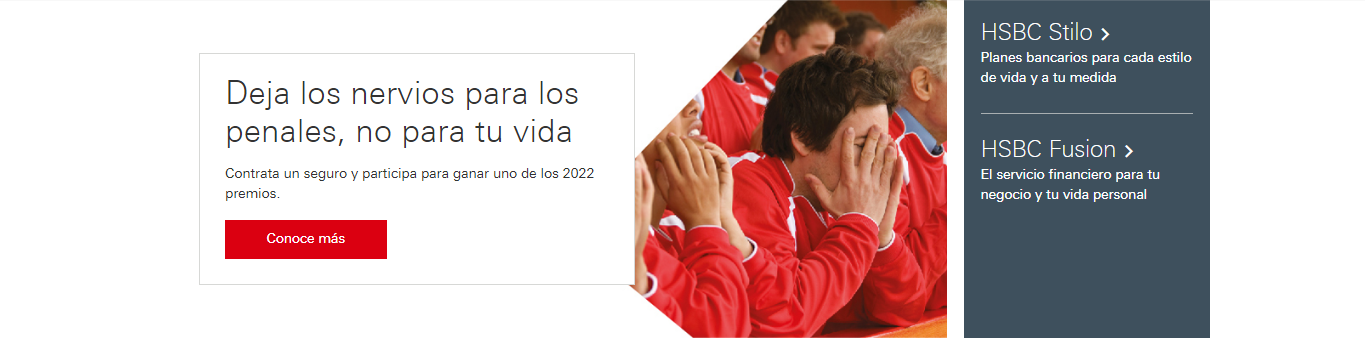 Deja los nervios para los
penales, no para tu vida
Contrata un seguro y participa para ganar uno de los 2022
premios.
Conoce más
HSBC Stilo
Planes bancarios para cada estilo
de vida y a tu medida
HSBC Fusion
El servicio financiero para tu
negocio y tu vida personal